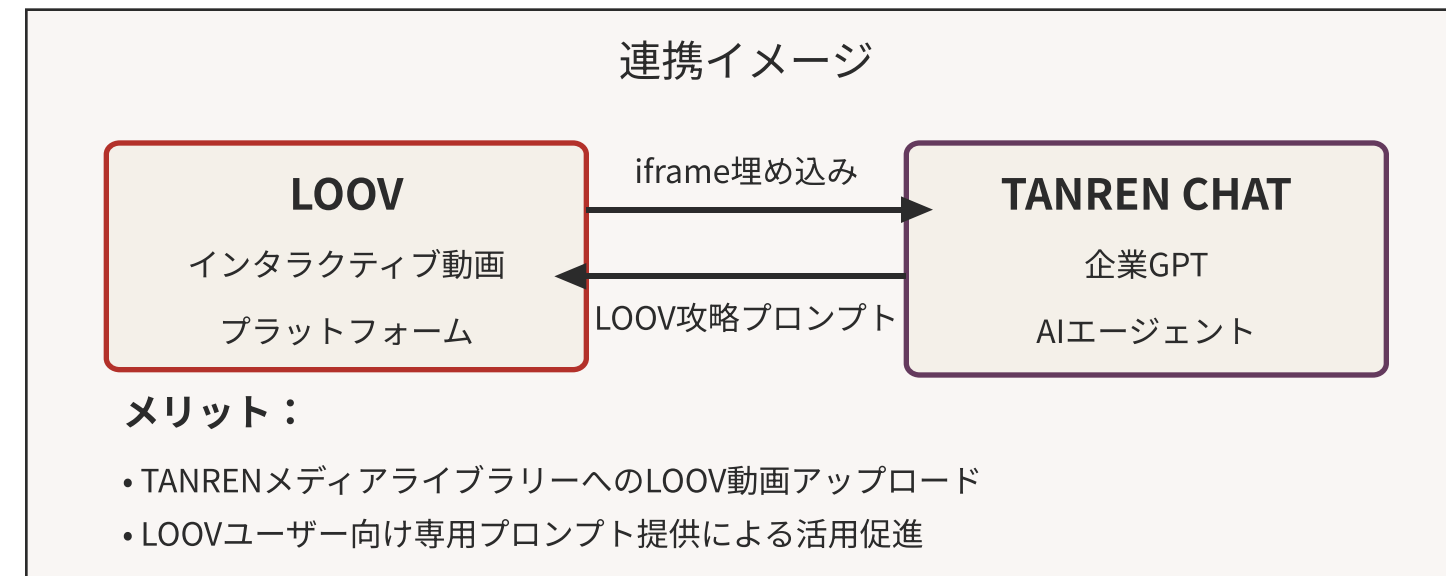 連携イメージ
LOOV
インタラクティブ動画
プラットフォーム
iframe埋め込み
LOOV攻略プロンプト
TANREN CHAT
企業GPT
AIエージェント
メリット：
• TANRENメディアライブラリーへのLOOV動画アップロード
• LOOVユーザー向け専用プロンプト提供による活用促進